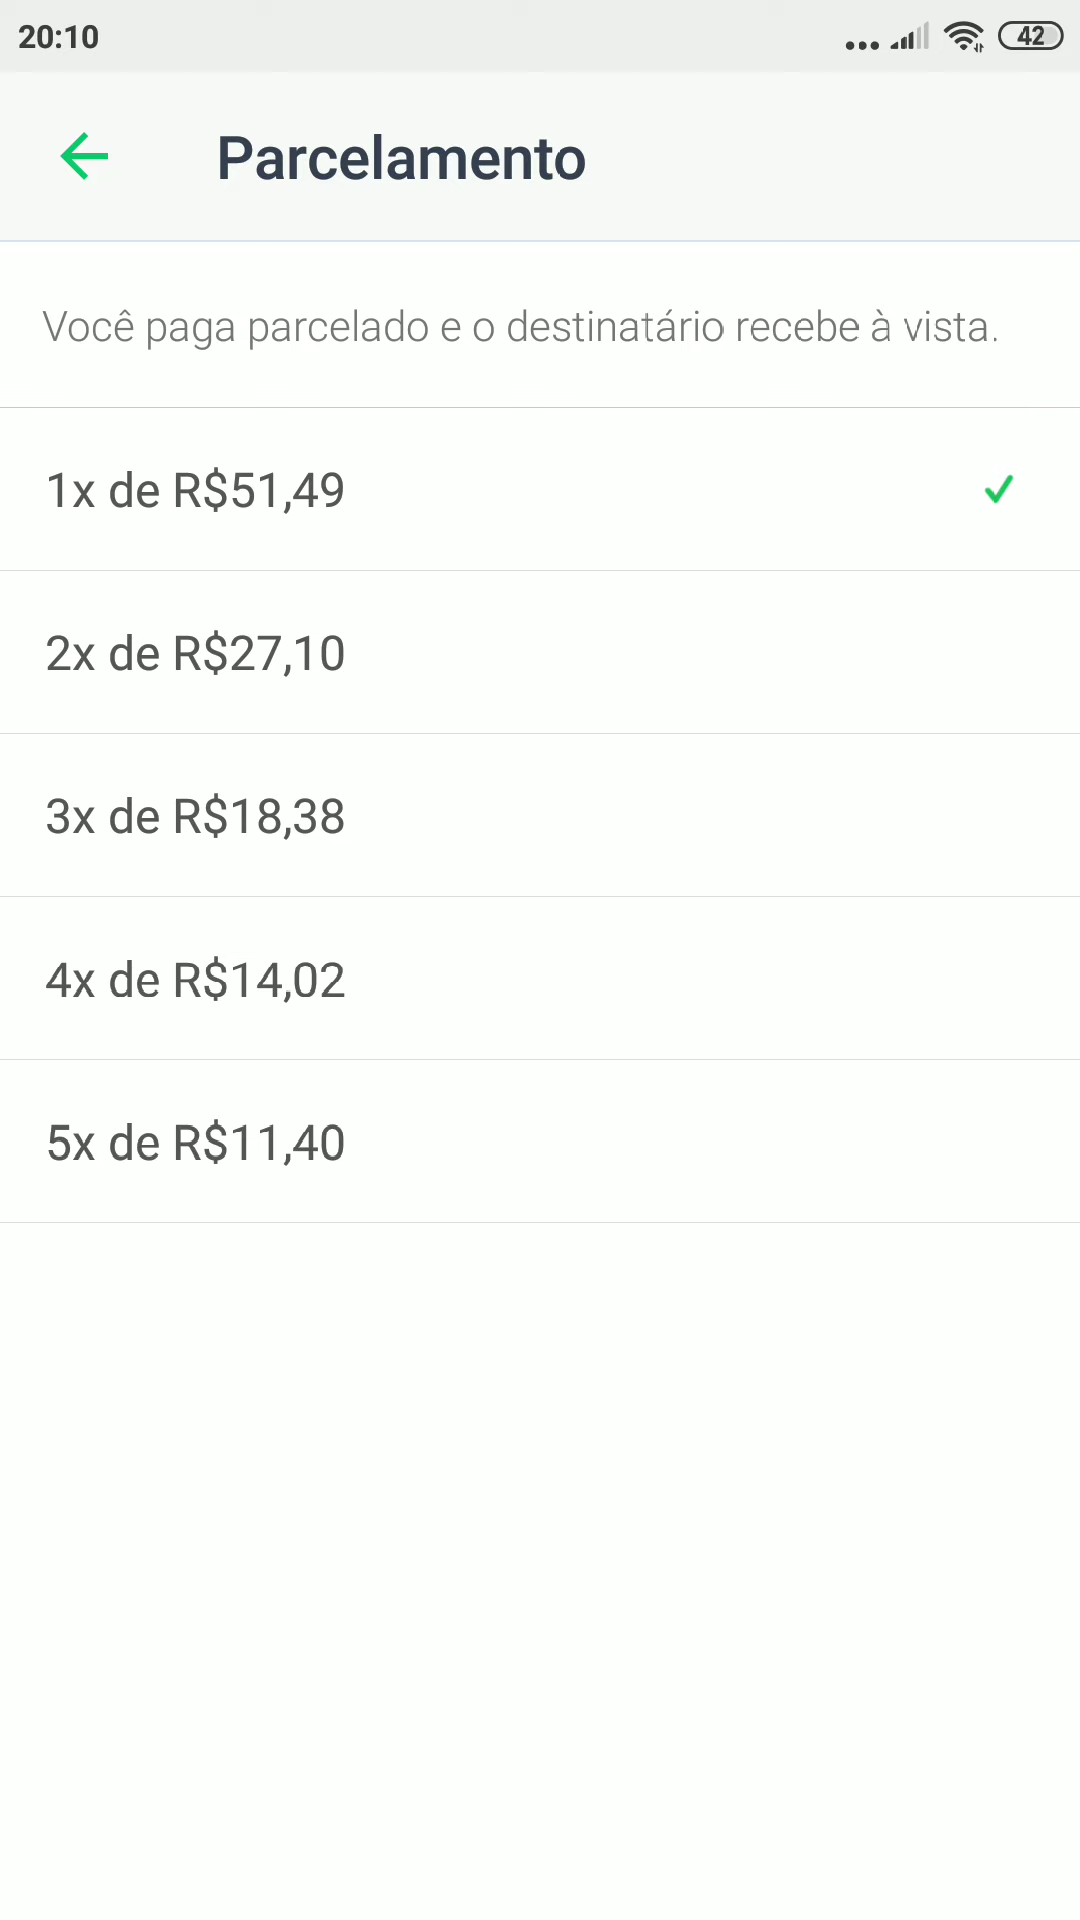 20:10
42
Parcelamento
Você paga parcelado e o destinatário recebe à vista.
1x de R$51,49
2x de R$27,10
3x de R$18,38
4x de R$14,02
5x de R$11,40